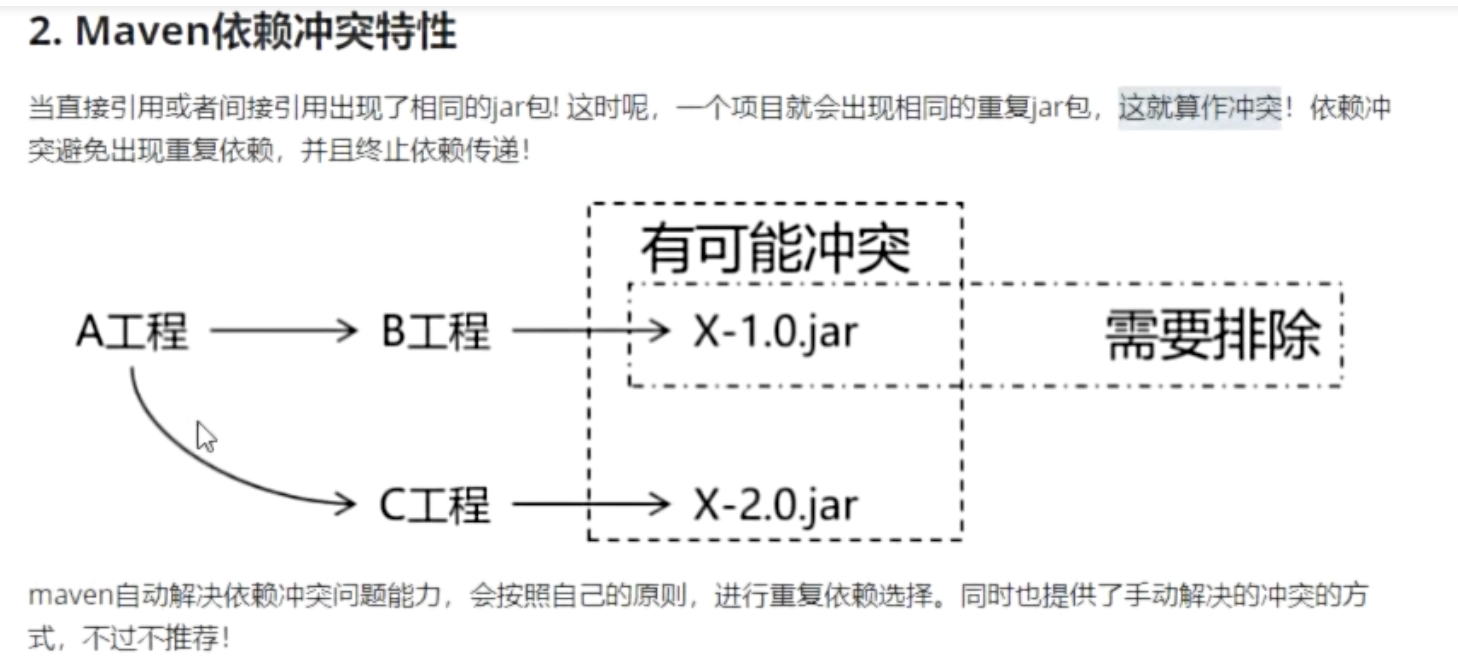 2. Maven依赖冲突特性
当直接引用或者间接引用出现了相同的jar包! 这时呢，一个项目就会出现相同的重复jar包，这就算作冲突！依赖冲
突避免出现重复依赖，并且终止依赖传递！
有可能冲突
A工程
B工程
X-1.0.jar
需要排除
C工程
X-2.0.jar
maven自动解决依赖冲突问题能力，会按照自己的原则，进行重复依赖选择。同时也提供了手动解决的冲突的方
式，不过不推荐！